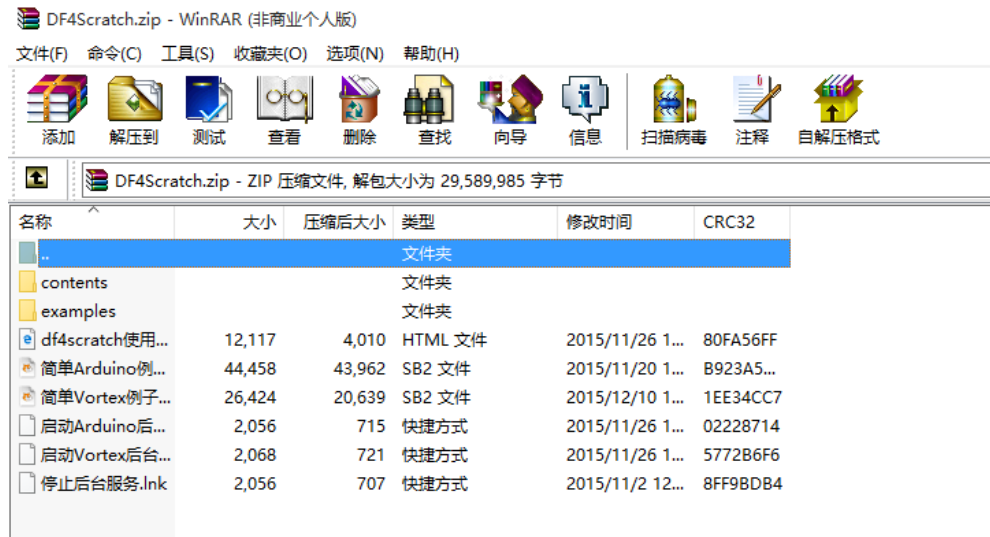 DF4Scratch.zip - WinRAR (非商业个人版)
文件(F) 命令(C) 工具(S) 收藏夹(O) 选项(N) 帮助(H)
添加 解压到 测试 查看 删除 查找 向导 信息 扫描病毒 注释 自解压格式
DF4Scratch.zip - ZIP 压缩文件, 解包大小为 29,589,985 字节
名称 大小 压缩后大小 类型 修改时间 CRC32
.. 文件夹
contents 文件夹
examples 文件夹
df4scratch使用... 12,117 4,010 HTML 文件 2015/11/26 1... 80FA56FF
简单Arduino例... 44,458 43,962 SB2 文件 2015/11/20 1... B923A5...
简单Vortex例子... 26,424 20,639 SB2 文件 2015/12/10 1... 1EE34CC7
启动Arduino后... 2,056 715 快捷方式 2015/11/26 1... 02228714
启动Vortex后台... 2,068 721 快捷方式 2015/11/26 1... 5772B6F6
停止后台服务.lnk 2,056 707 快捷方式 2015/11/2 12... 8FF9BDB4